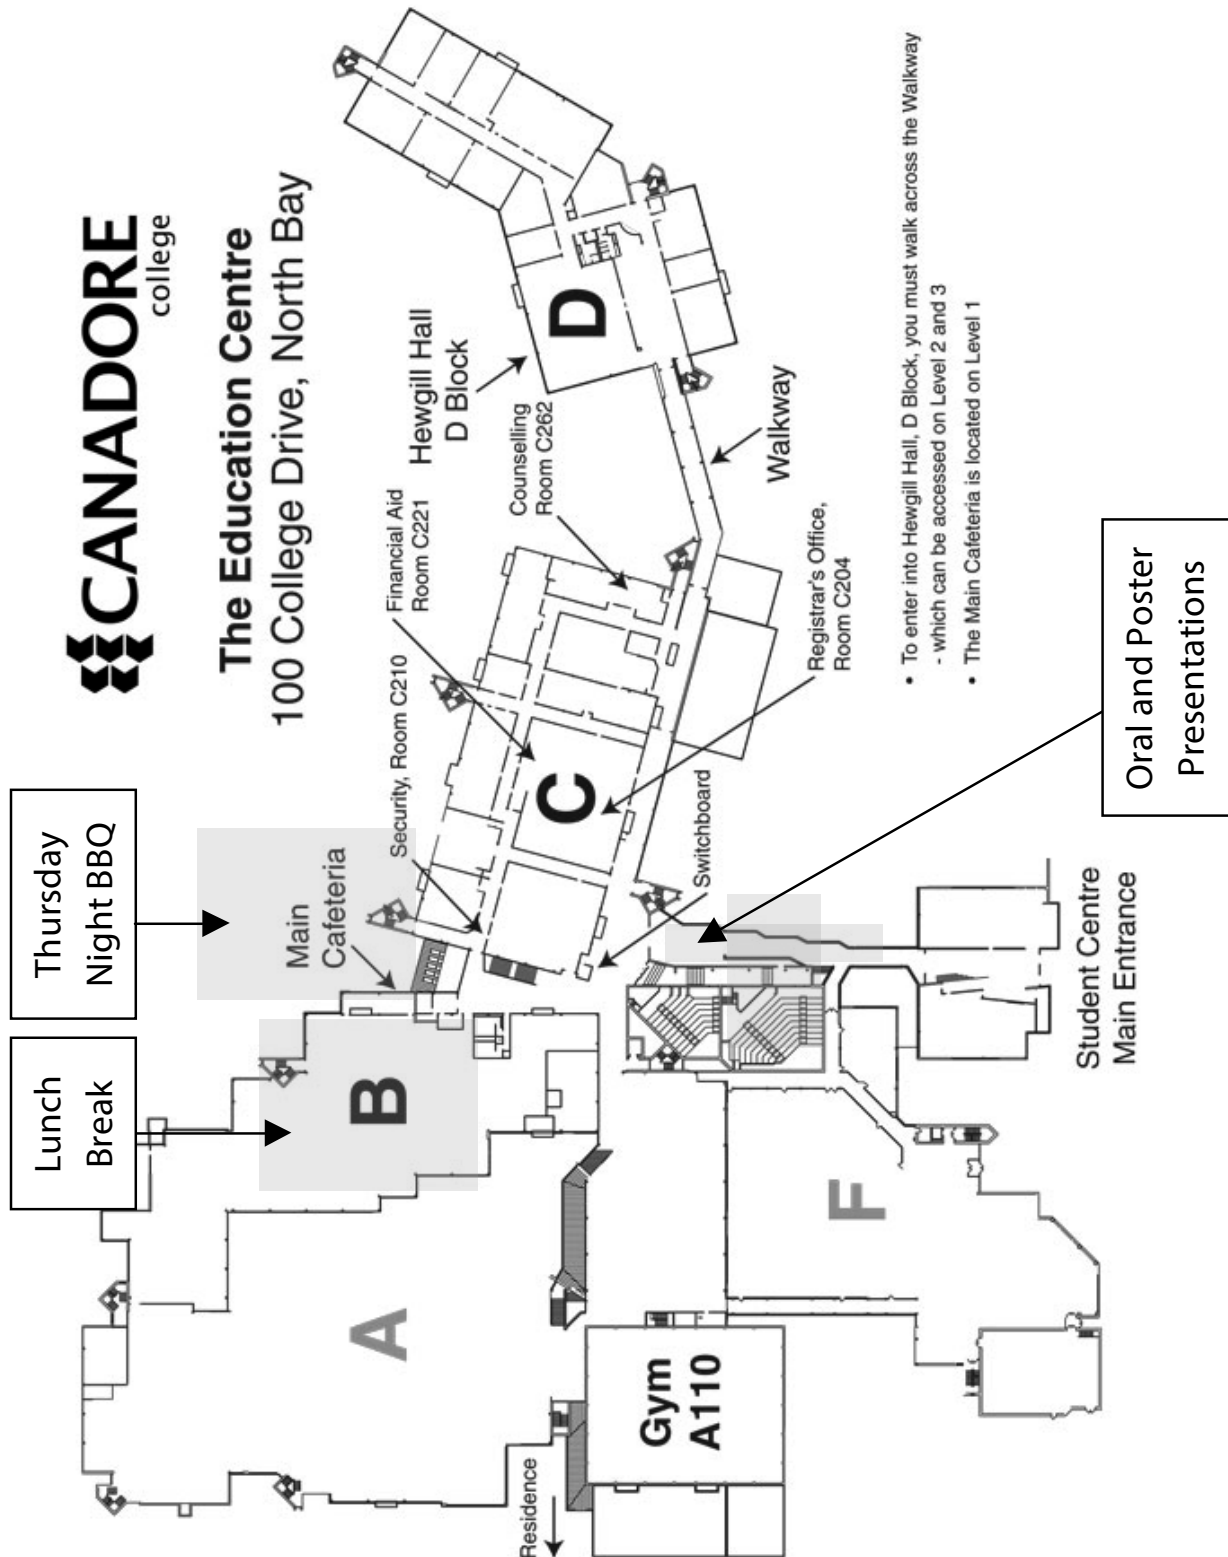 CANADORE
college
The Education Centre
100 College Drive, North Bay
Thursday
Night BBQ
Lunch
Break
Main
Cafeteria
Security, Room C210
Financial Aid
Room C221
Counselling
Room C262
Hewgill Hall
D Block
A
B
C
D
F
Gym
A110
Residence
Switchboard
Registrar's Office,
Room C204
Walkway
Student Centre
Main Entrance
• To enter into Hewgill Hall, D Block, you must walk across the Walkway
- which can be accessed on Level 2 and 3
• The Main Cafeteria is located on Level 1
Oral and Poster
Presentations